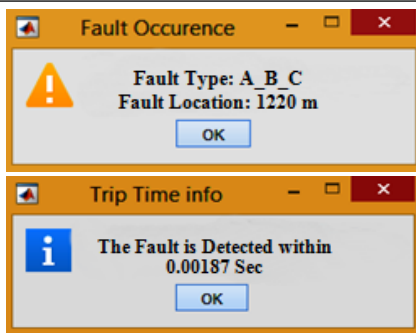 Fault Occurence
Fault Type: A_B_C
Fault Location: 1220 m
OK
Trip Time info
The Fault is Detected within
0.00187 Sec
OK